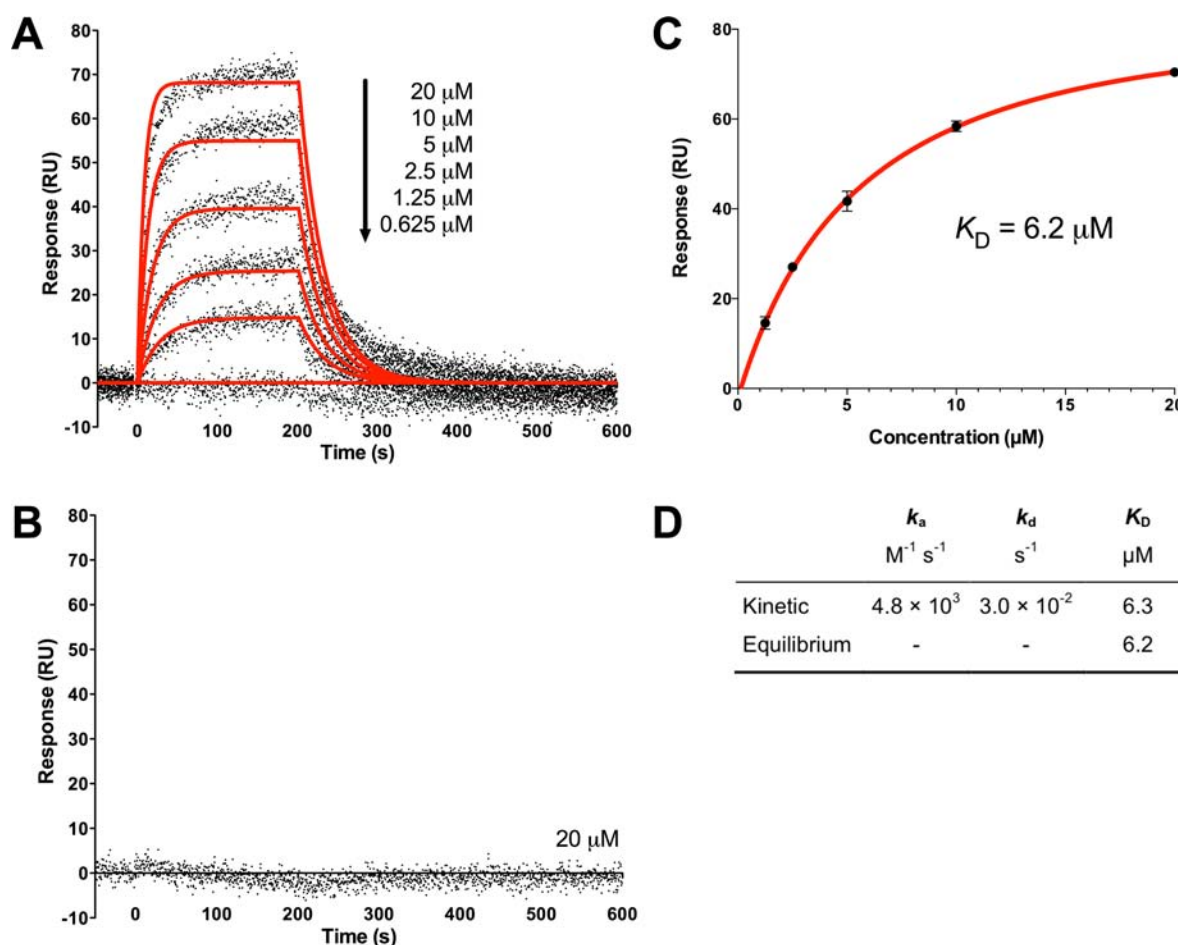 A
80
70
60
50
40
30
20
10
0
-10
Response (RU)
0 100 200 300 400 500 600
Time (s)
20 µM
10 µM
5 µM
2.5 µM
1.25 µM
0.625 µM
C
80
60
40
20
0
Response (RU)
0 5 10 15 20
Concentration (µM)
K_D = 6.2 µM
B
80
70
60
50
40
30
20
10
0
-10
Response (RU)
20 µM
0 100 200 300 400 500 600
Time (s)
D
k_a k_d K_D
M⁻¹ s⁻¹ s⁻¹ µM
Kinetic 4.8 × 10³ 3.0 × 10⁻² 6.3
Equilibrium - - 6.2